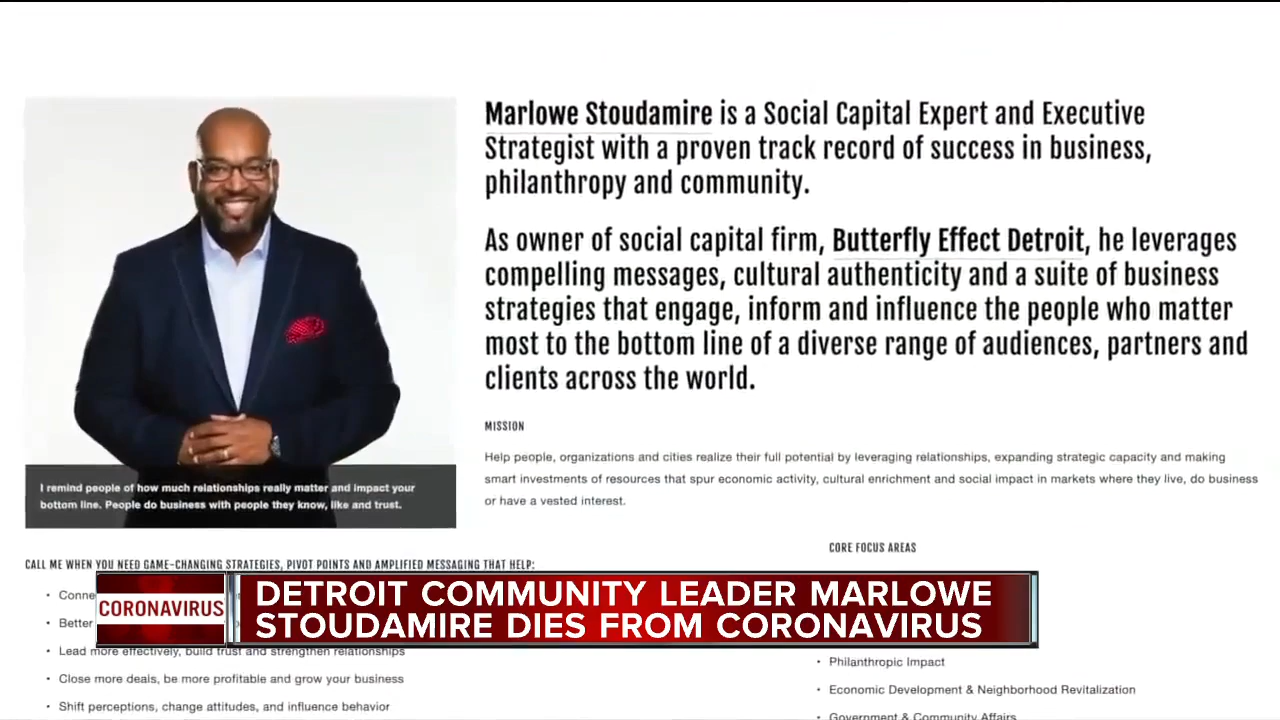 Marlowe Stoudamire is a Social Capital Expert and Executive
Strategist with a proven track record of success in business,
philanthropy and community.
As owner of social capital firm, Butterfly Effect Detroit, he leverages
compelling messages, cultural authenticity and a suite of business
strategies that engage, inform and influence the people who matter
most to the bottom line of a diverse range of audiences, partners and
clients across the world.
MISSION
Help people, organizations and cities realize their full potential by leveraging relationships, expanding strategic capacity and making
smart investments of resources that spur economic activity, cultural enrichment and social impact in markets where they live, do business
or have a vested interest.
I remind people of how much relationships really matter and impact your
bottom line. People do business with people they know, like and trust.
CALL ME WHEN YOU NEED GAME-CHANGING STRATEGIES, PIVOT POINTS AND AMPLIFIED MESSAGING THAT HELP:
• Better
• Lead more effectively, build trust and strengthen relationships
• Close more deals, be more profitable and grow your business
• Shift perceptions, change attitudes, and influence behavior
CORE FOCUS AREAS
• Philanthropic Impact
• Economic Development & Neighborhood Revitalization
• Government & Community Affairs
CORONAVIRUS
DETROIT COMMUNITY LEADER MARLOWE
STOUDAMIRE DIES FROM CORONAVIRUS